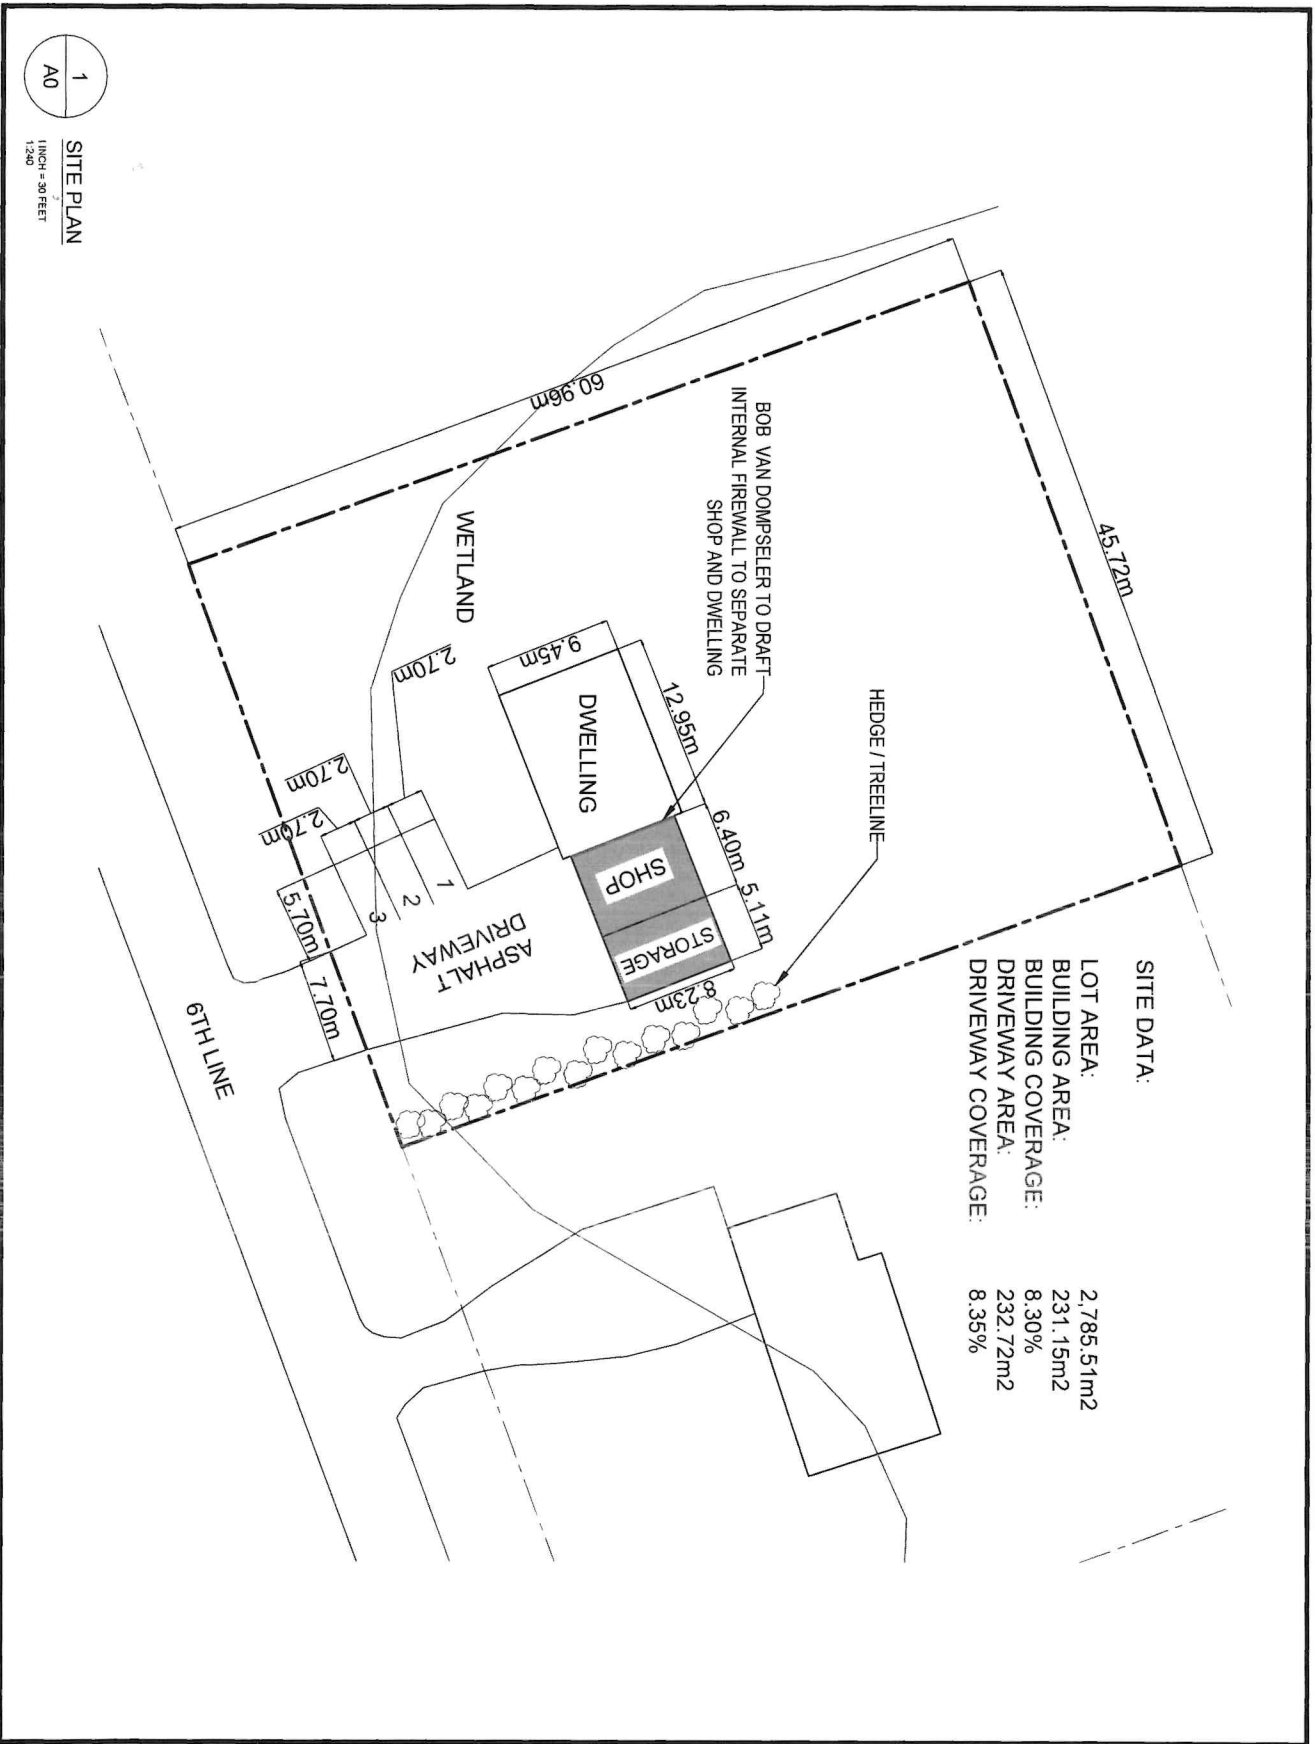 SITE DATA:
LOT AREA: 2,785.51m2
BUILDING AREA: 231.15m2
BUILDING COVERAGE: 8.30%
DRIVEWAY AREA: 232.72m2
DRIVEWAY COVERAGE: 8.35%
45.72m
60.96m
HEDGE / TREELINE
BOB VAN DOMPSELER TO DRAFT
INTERNAL FIREWALL TO SEPARATE
SHOP AND DWELLING
12.95m
6.40m
5.11m
9.45m
DWELLING
SHOP
STORAGE
8.23m
WETLAND
2.70m
2.70m
2.70m
1
2
3
ASPHALT
DRIVEWAY
5.70m
7.70m
6TH LINE
1
A0
SITE PLAN
1 INCH = 30 FEET
1:240